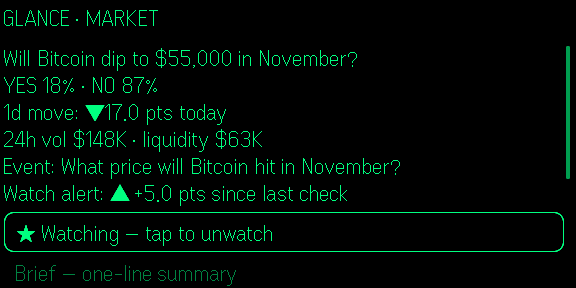 GLANCE · MARKET
Will Bitcoin dip to $55,000 in November?
YES 18% · NO 87%
1d move: ▼17.0 pts today
24h vol $148K · liquidity $63K
Event: What price will Bitcoin hit in November?
Watch alert: ▲+5.0 pts since last check
★ Watching — tap to unwatch
Brief — one-line summary